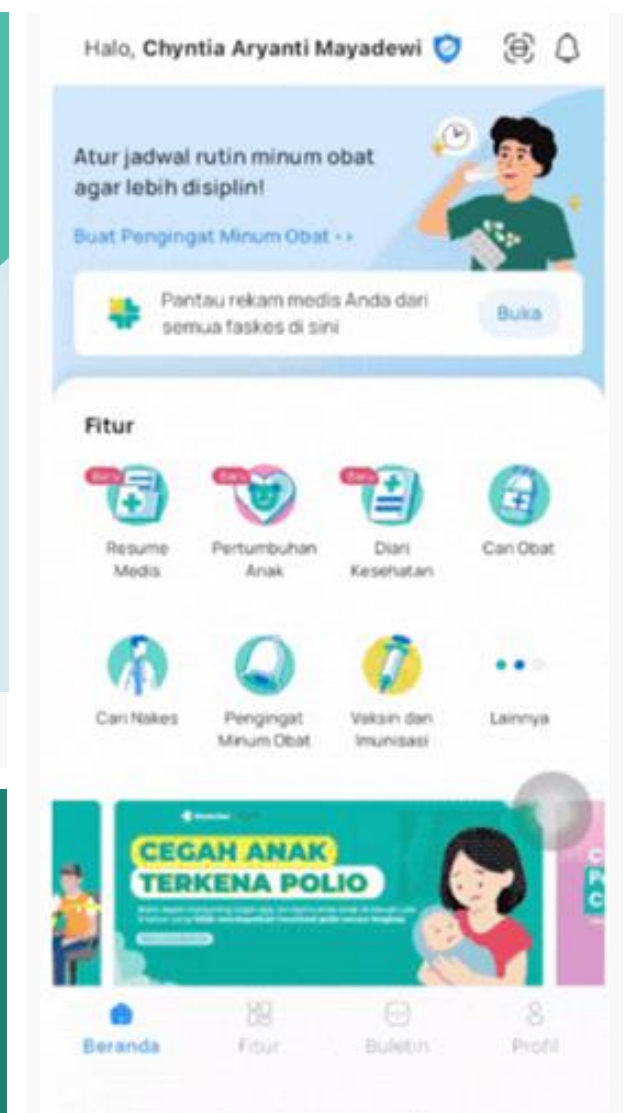 Halo, Chyntia Aryanti Mayadewi
Atur jadwal rutin minum obat
agar lebih disiplin!
Buat Pengingat Minum Obat
Pantau rekam medis Anda dari
semua faskes di sini
Buka
Fitur
Baru
Baru
Baru
Resume
Medis
Pertumbuhan
Anak
Diari
Kesehatan
Cari Obat
Cari Nakes
Pengingat
Minum Obat
Vaksin dan
Imunisasi
Lainnya
CEGAH ANAK
TERKENA POLIO
Beranda
Fitur
Buletin
Profil